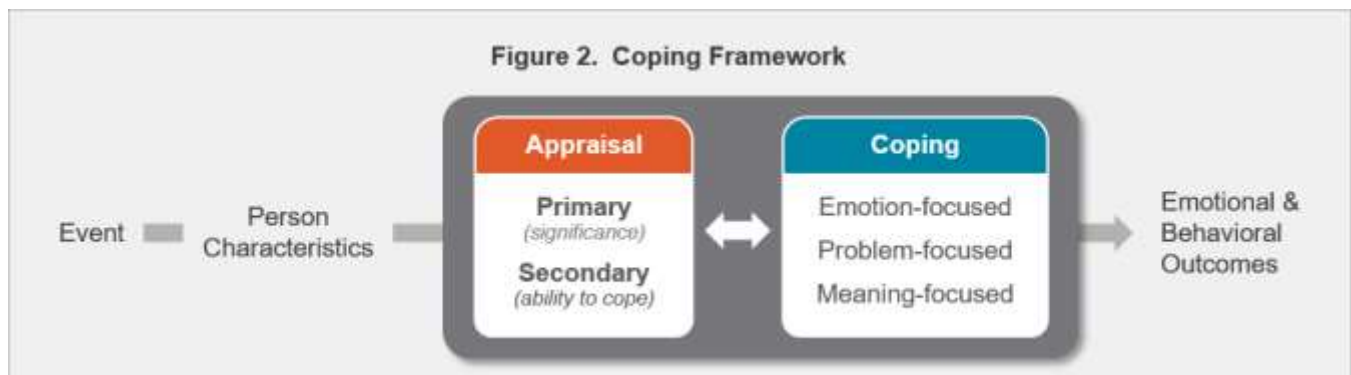 Figure 2. Coping Framework
Event
Person
Characteristics
Appraisal
Primary
(significance)
Secondary
(ability to cope)
Coping
Emotion-focused
Problem-focused
Meaning-focused
Emotional &
Behavioral
Outcomes